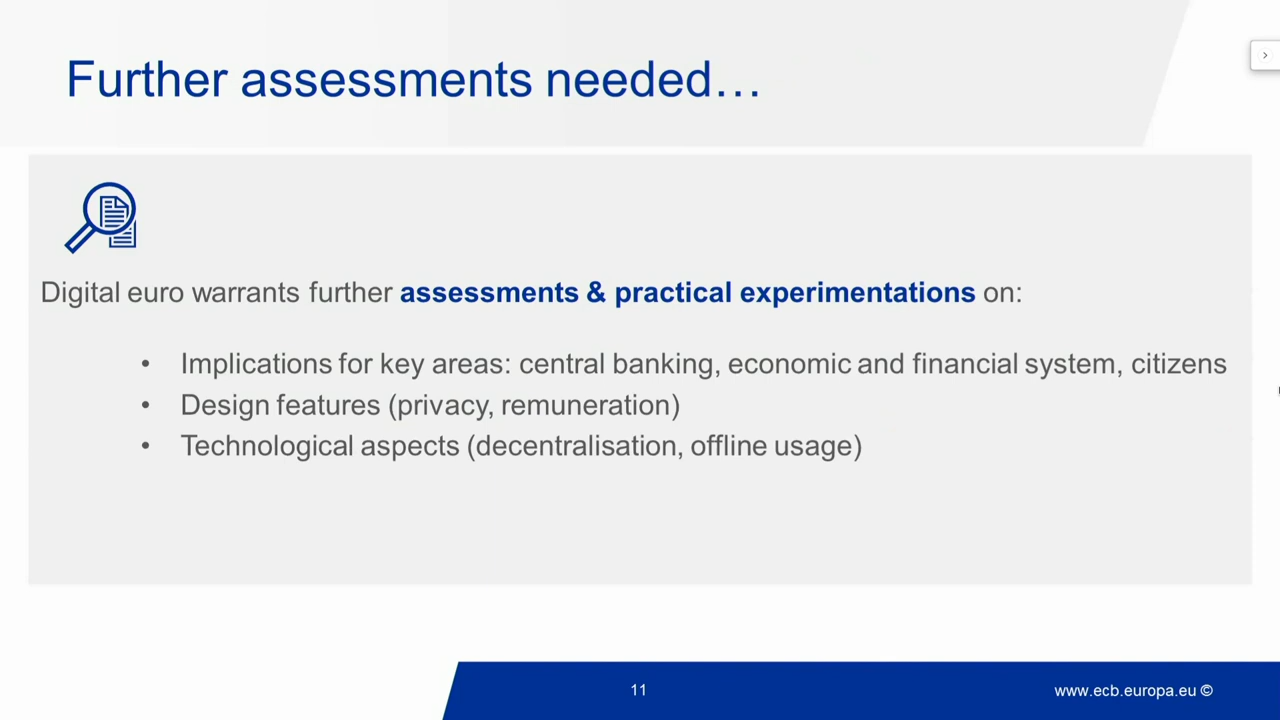 Further assessments needed…
Digital euro warrants further assessments & practical experimentations on:
• Implications for key areas: central banking, economic and financial system, citizens
• Design features (privacy, remuneration)
• Technological aspects (decentralisation, offline usage)
11
www.ecb.europa.eu ©